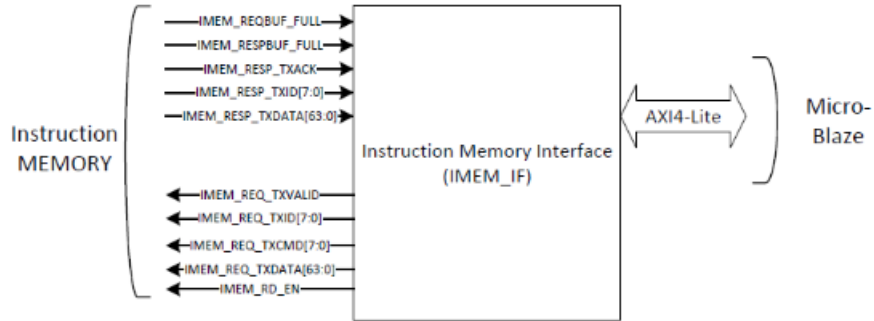 IMEM_REQBUF_FULL
IMEM_RESPBUF_FULL
IMEM_RESP_TXACK
IMEM_RESP_TXID[7:0]
IMEM_RESP_TXDATA[63:0]
Instruction
MEMORY
Instruction Memory Interface
(IMEM_IF)
AXI4-Lite
Micro-
Blaze
IMEM_REQ_TXVALID
IMEM_REQ_TXID[7:0]
IMEM_REQ_TXCMD[7:0]
IMEM_REQ_TXDATA[63:0]
IMEM_RD_EN